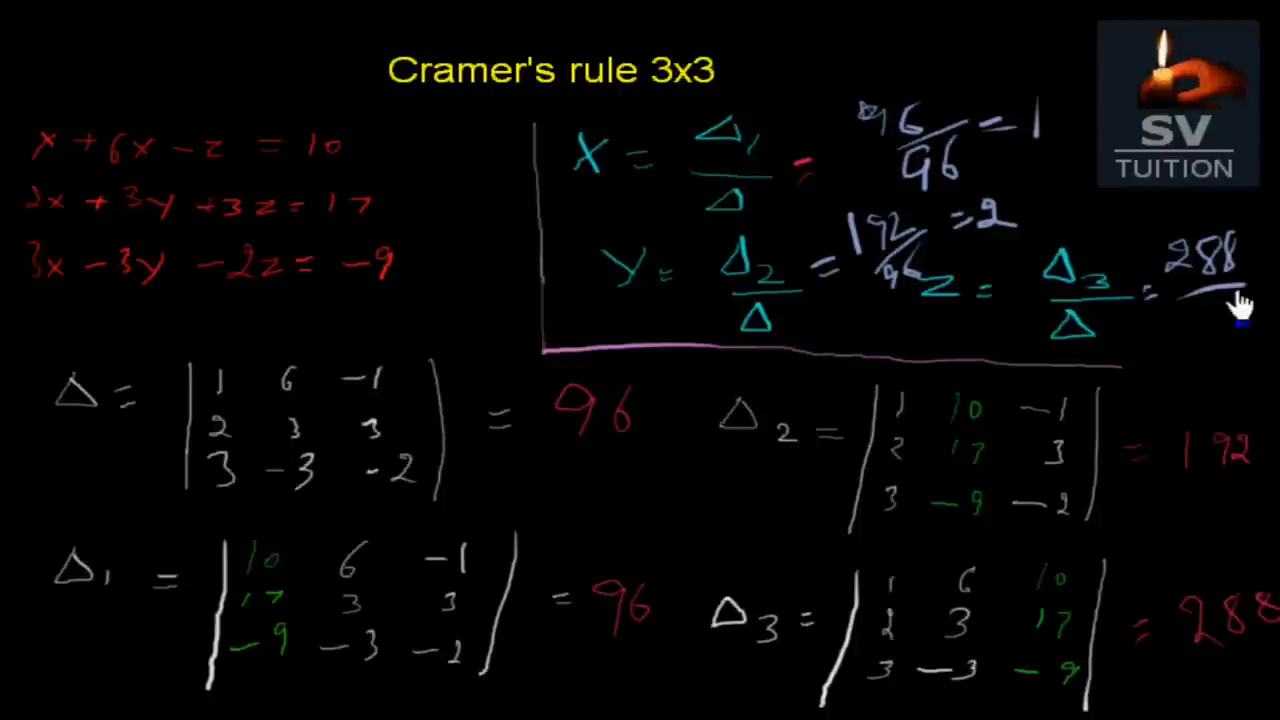 Cramer's rule 3x3
SV
TUITION
x + 6x - z = 10
2x + 3y + 3z = 17
3x - 3y - 2z = -9
X = Δ1/Δ = 96/96 = 1
y = Δ2/Δ = 192/96 = 2
z = Δ3/Δ = 288
Δ = | 1 6 -1 | = 96
2 3 3
3 -3 -2
Δ2 = | 1 10 -1 | = 192
2 17 3
3 -9 -2
Δ1 = | 10 6 -1 | = 96
17 3 3
-9 -3 -2
Δ3 = | 1 6 10 | = 288
2 3 17
3 -3 -9